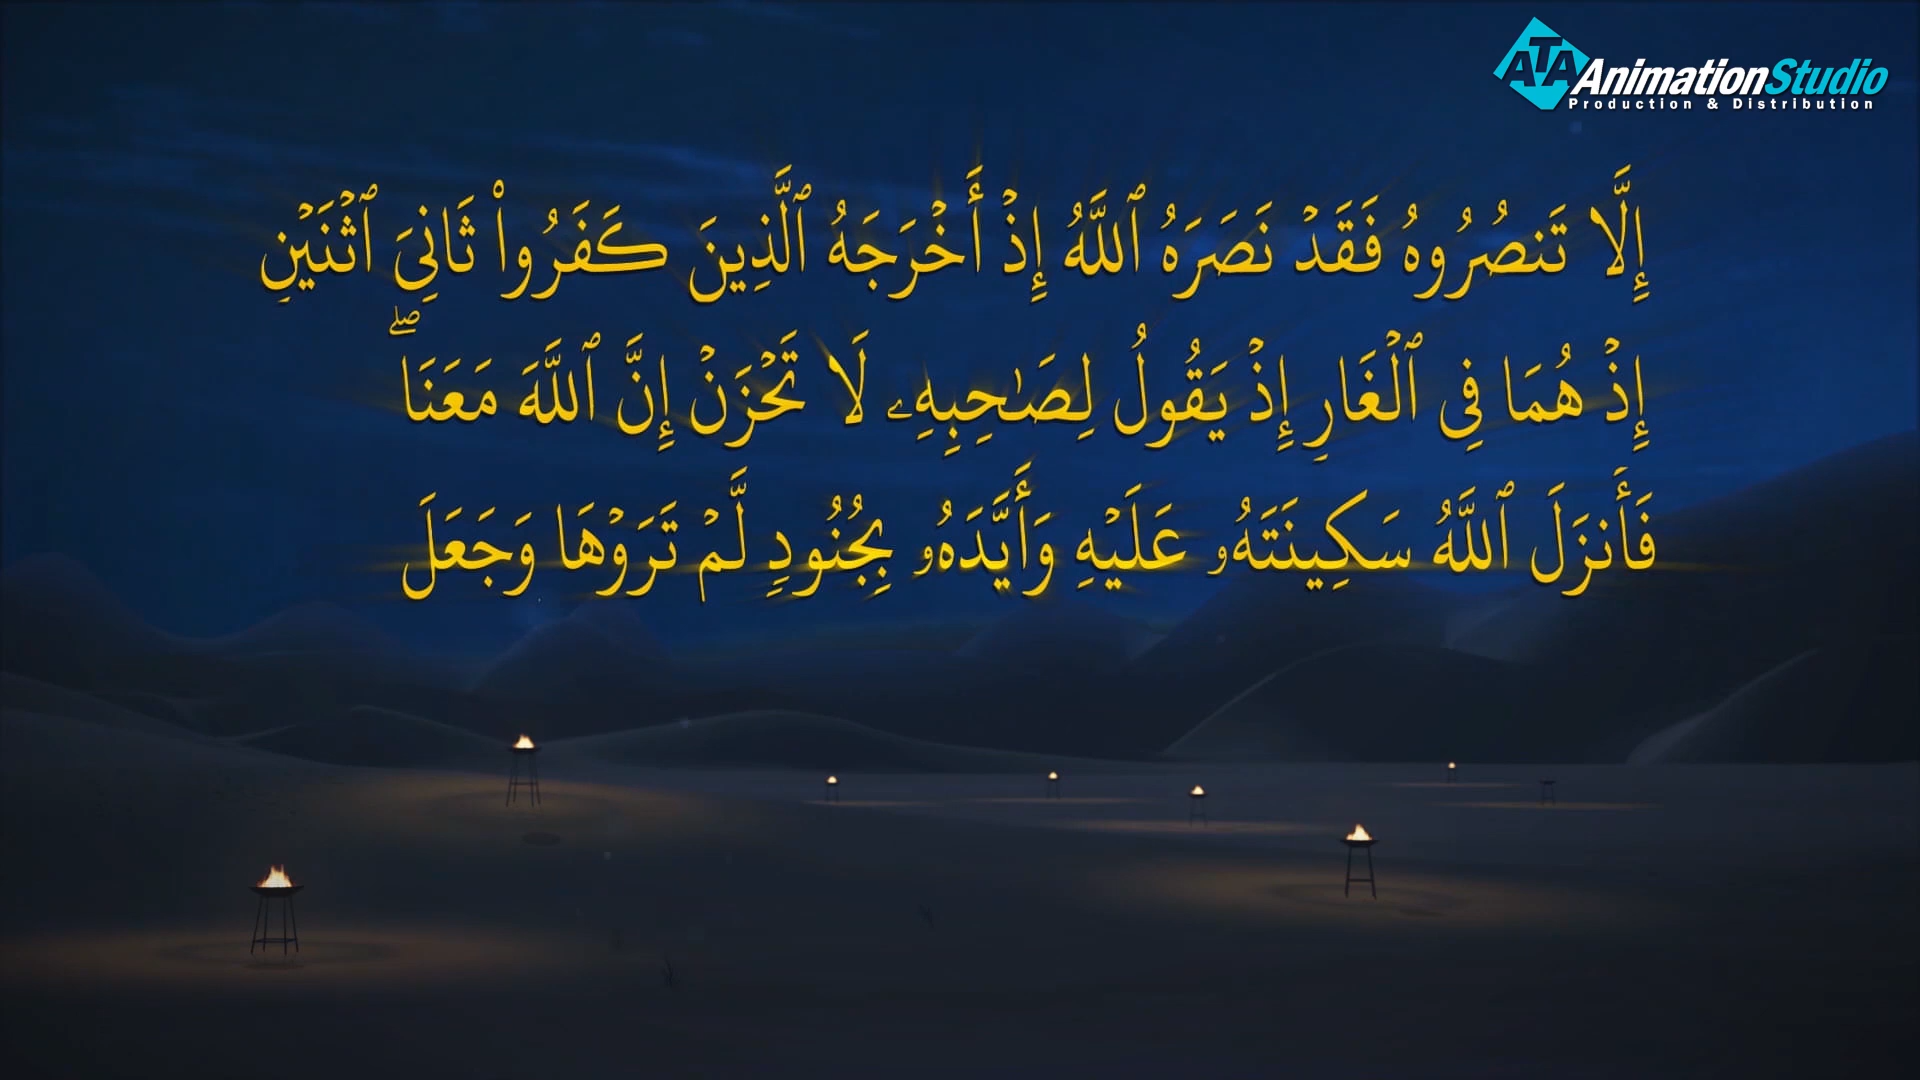 ATA AnimationStudio
Production & Distribution
إِلَّا تَنصُرُوهُ فَقَدْ نَصَرَهُ ٱللَّهُ إِذْ أَخْرَجَهُ ٱلَّذِينَ كَفَرُوا۟ ثَانِىَ ٱثْنَيْنِ
إِذْ هُمَا فِى ٱلْغَارِ إِذْ يَقُولُ لِصَـٰحِبِهِۦ لَا تَحْزَنْ إِنَّ ٱللَّهَ مَعَنَا ۖ
فَأَنزَلَ ٱللَّهُ سَكِينَتَهُۥ عَلَيْهِ وَأَيَّدَهُۥ بِجُنُودٍ لَّمْ تَرَوْهَا وَجَعَلَ